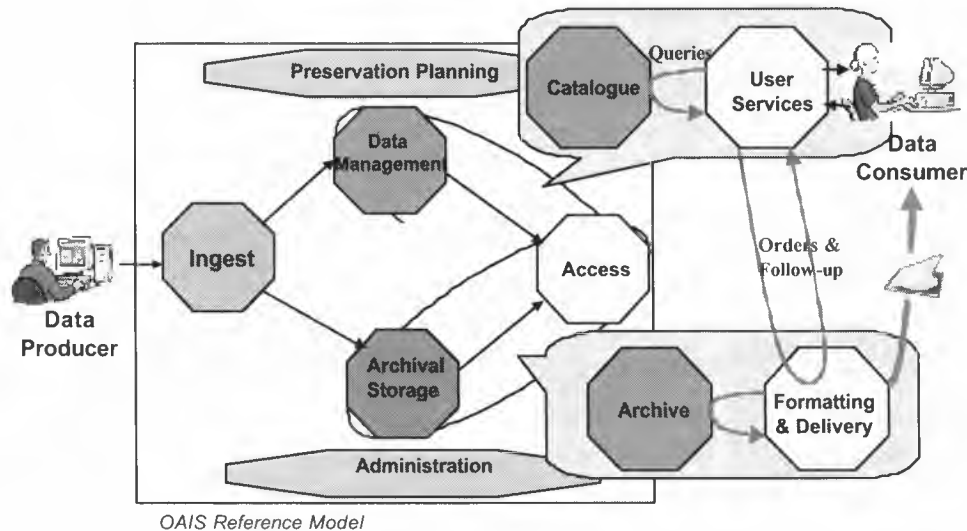 Preservation Planning
Catalogue
Queries
User
Services
Data
Consumer
Data
Management
Ingest
Access
Orders &
Follow-up
Data
Producer
Archival
Storage
Archive
Formatting
& Delivery
Administration
OAIS Reference Model